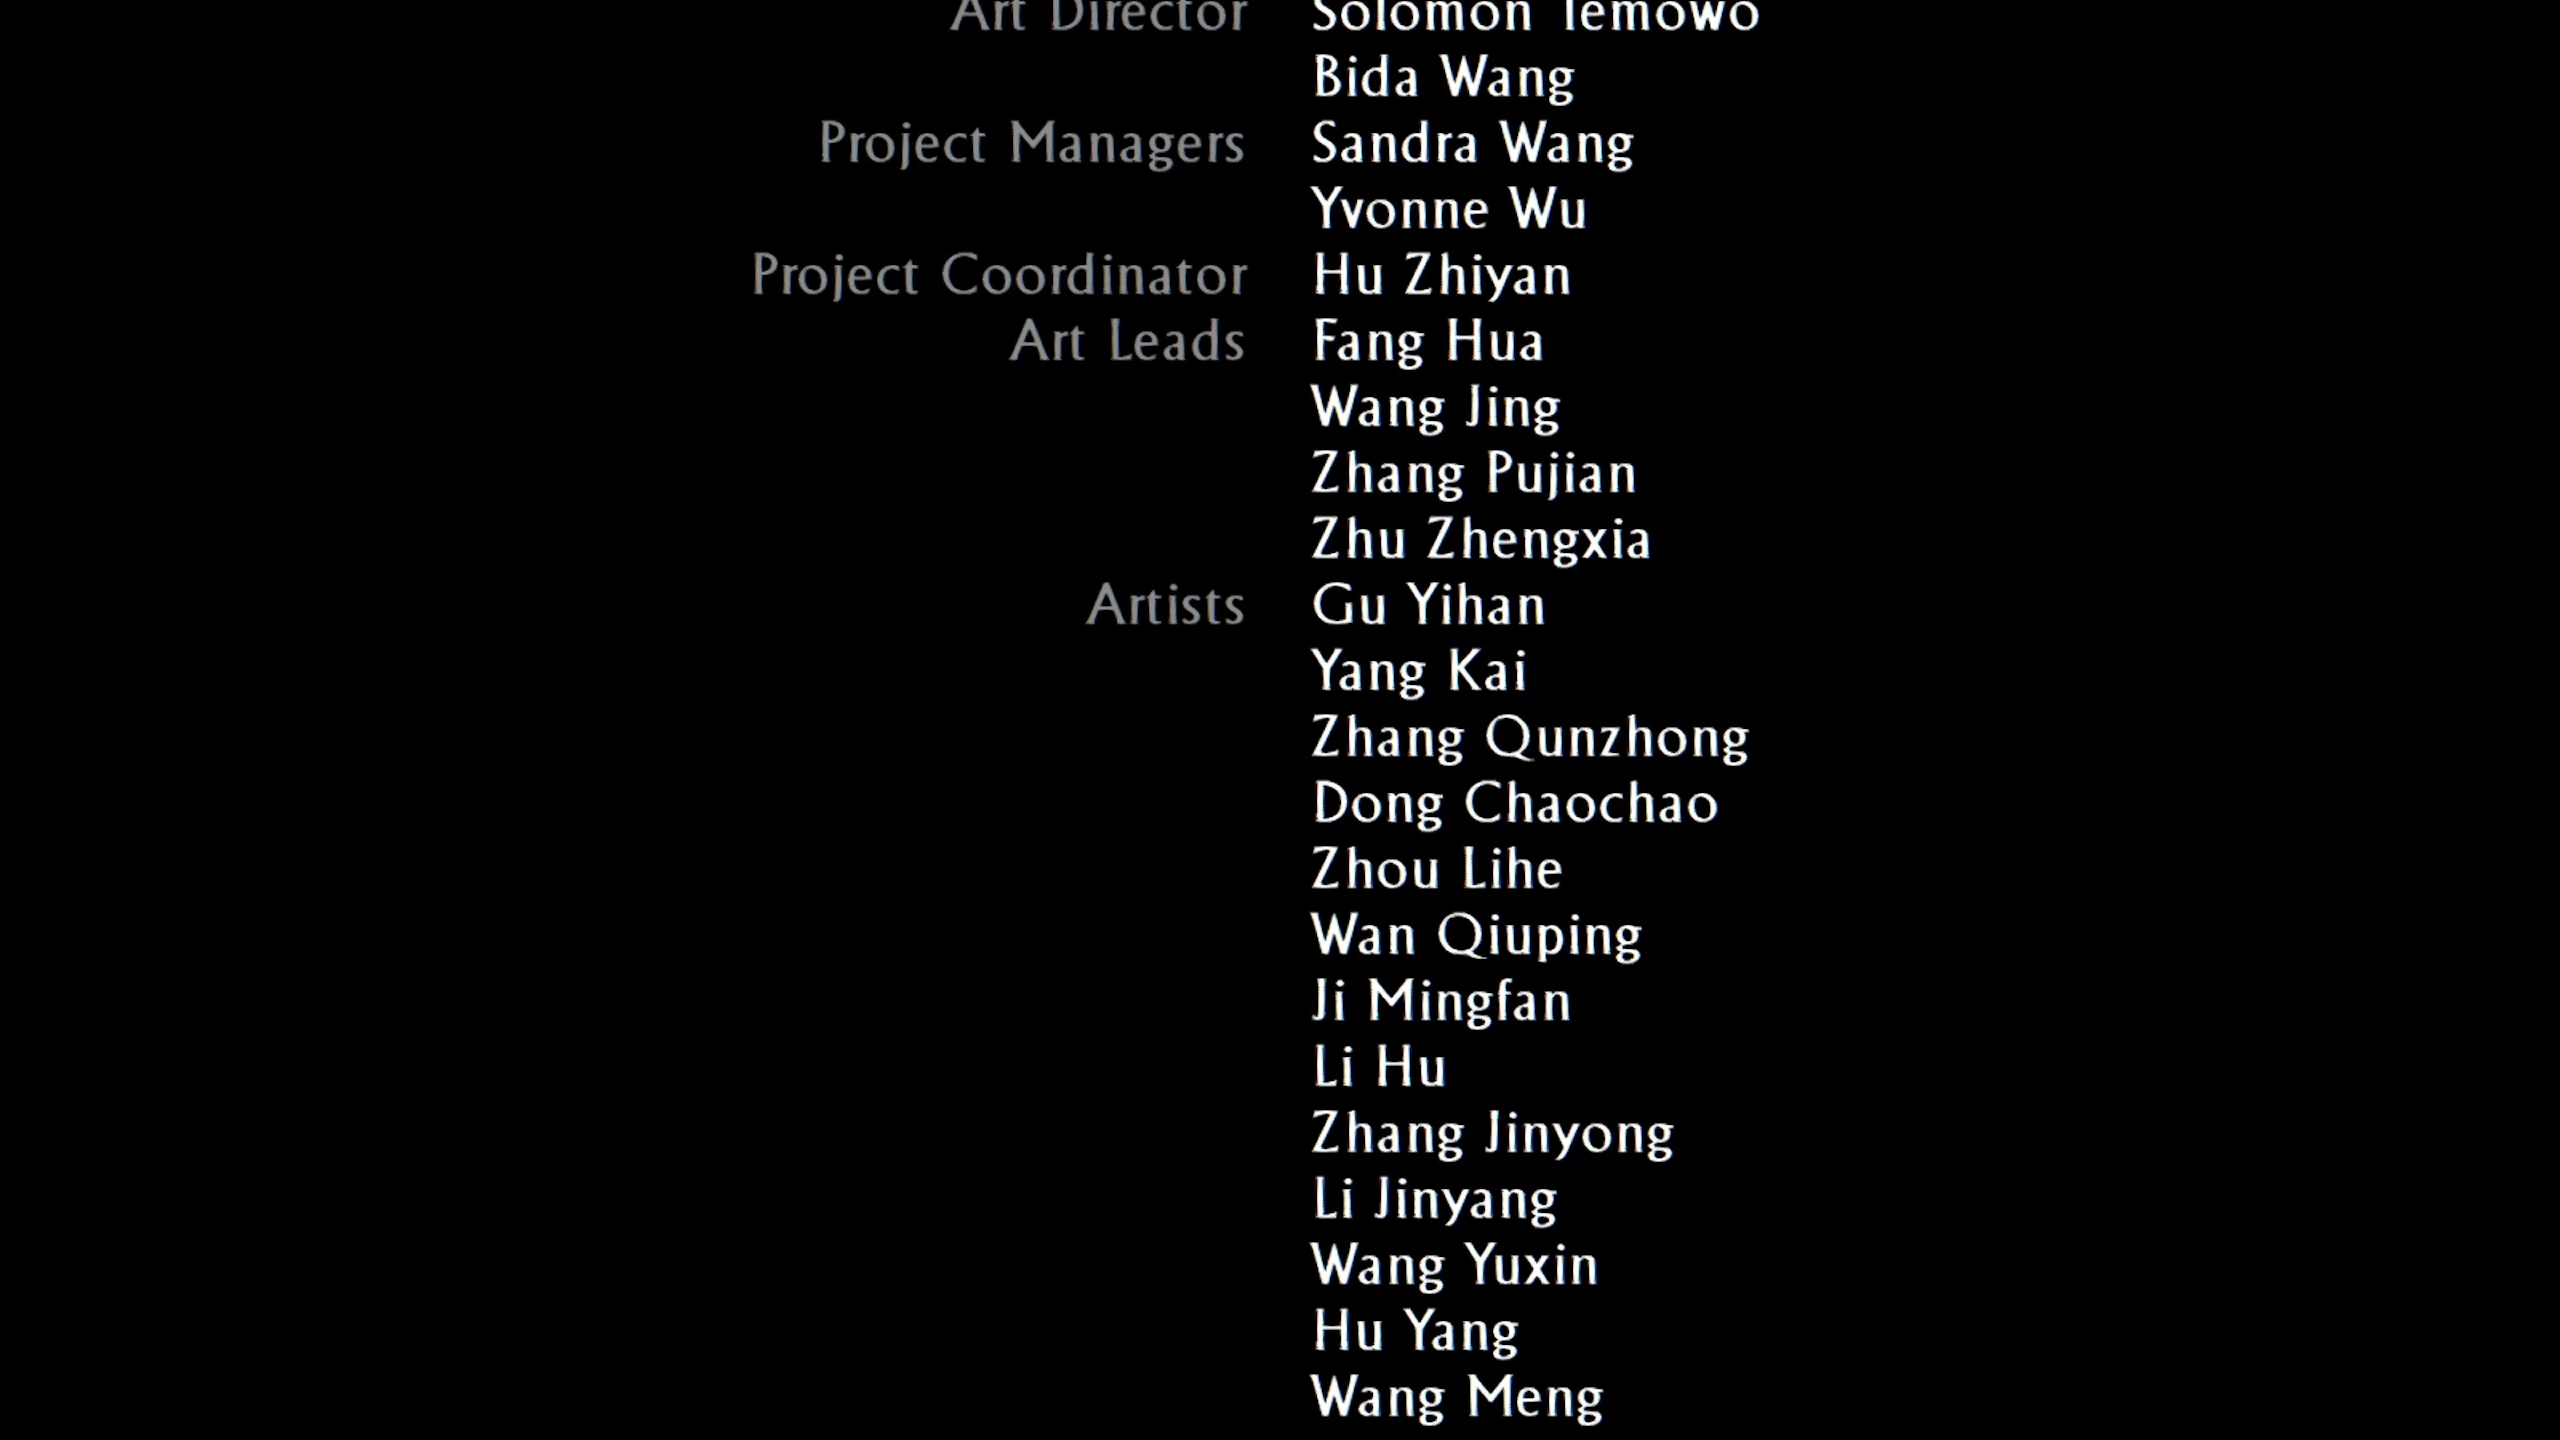 Art Director Solomon Temowo
Bida Wang
Project Managers Sandra Wang
Yvonne Wu
Project Coordinator Hu Zhiyan
Art Leads Fang Hua
Wang Jing
Zhang Pujian
Zhu Zhengxia
Artists Gu Yihan
Yang Kai
Zhang Qunzhong
Dong Chaochao
Zhou Lihe
Wan Qiuping
Ji Mingfan
Li Hu
Zhang Jinyong
Li Jinyang
Wang Yuxin
Hu Yang
Wang Meng